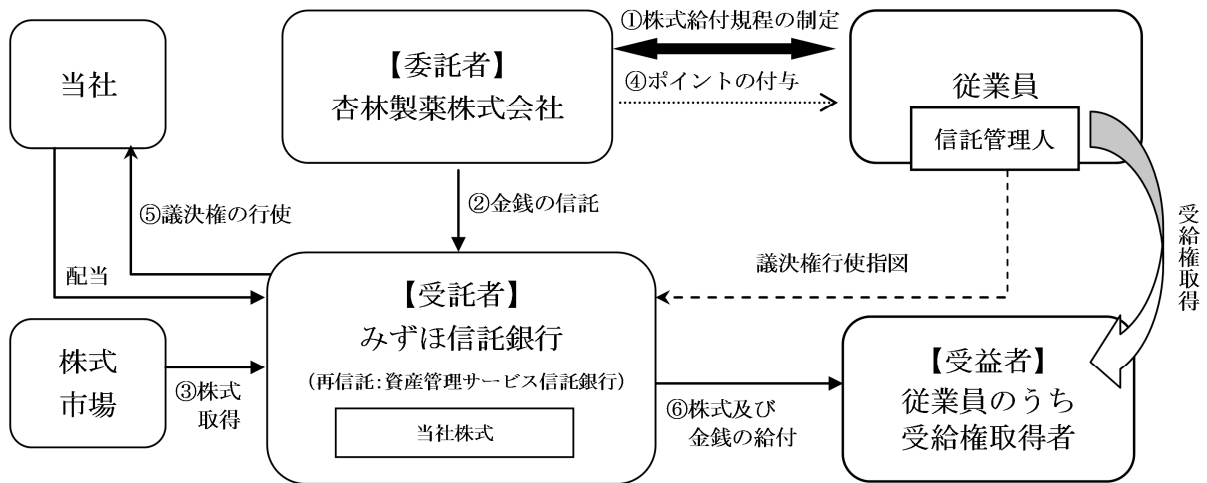 当社
【委託者】
杏林製薬株式会社
①株式給付規程の制定
④ポイントの付与
従業員
信託管理人
②金銭の信託
⑤議決権の行使
配当
議決権行使指図
受給権取得
【受託者】
みずほ信託銀行
（再信託：資産管理サービス信託銀行）
当社株式
株式
市場
③株式
取得
⑥株式及び
金銭の給付
【受益者】
従業員のうち
受給権取得者